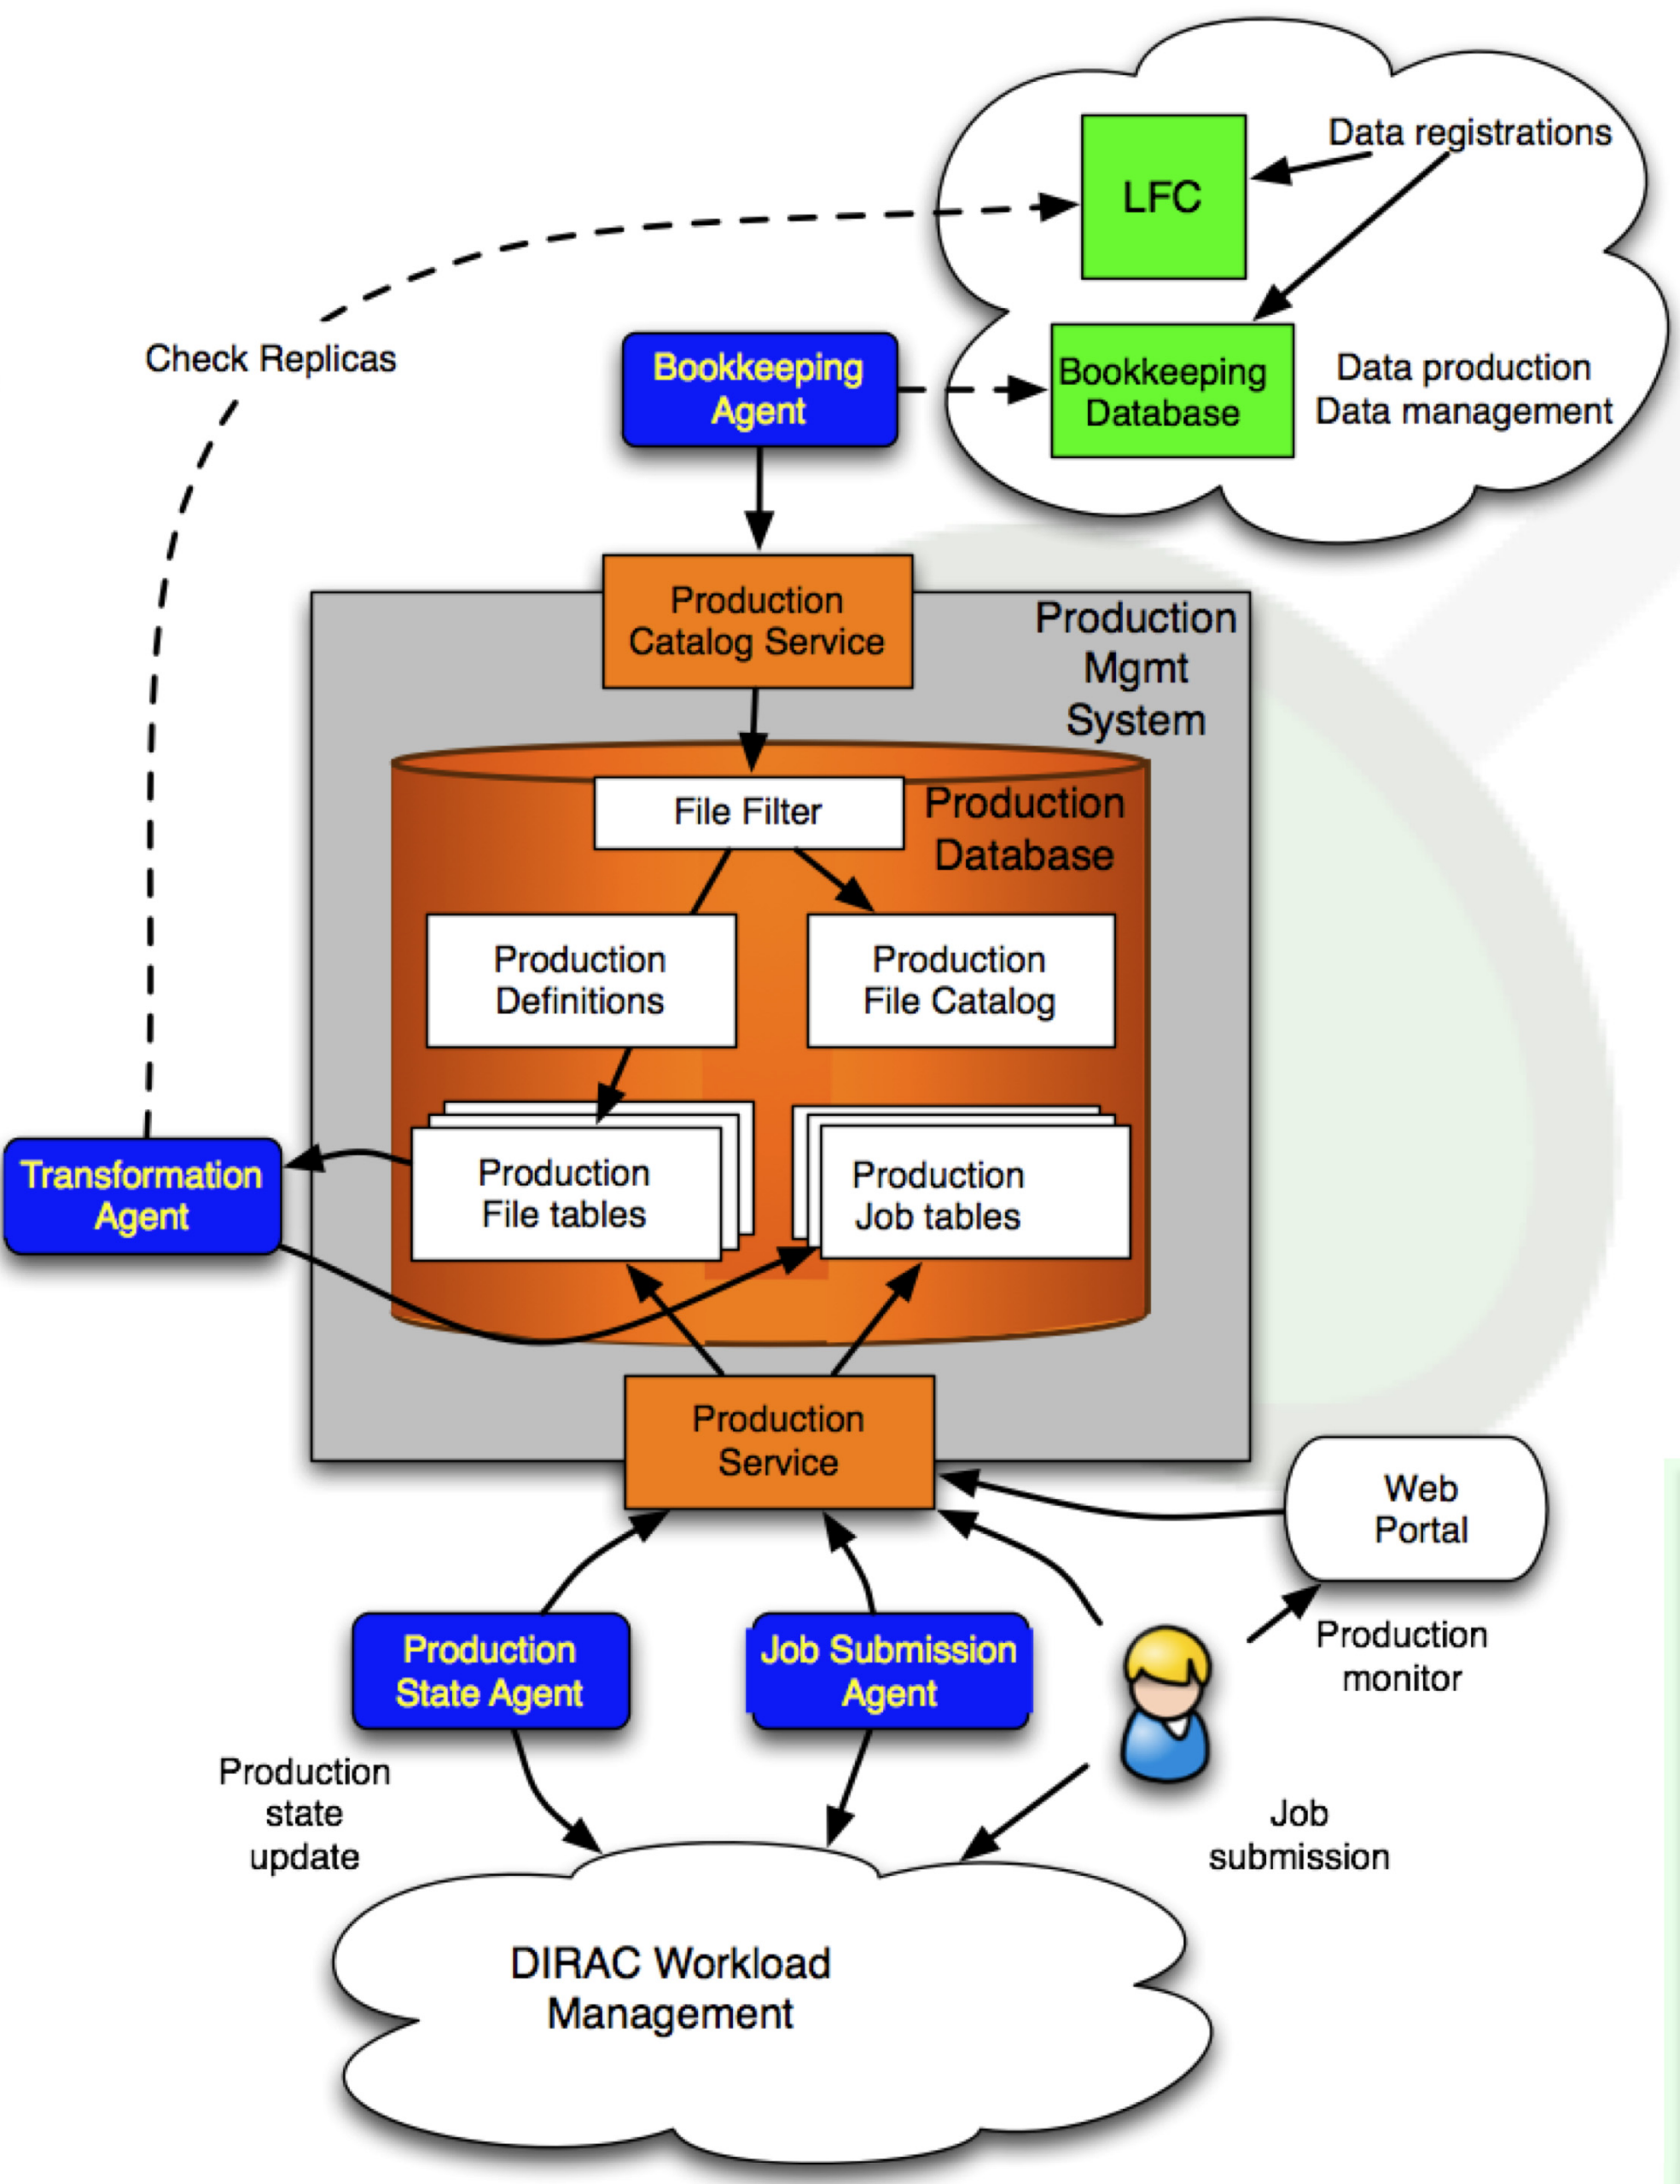 Data registrations
LFC
Check Replicas
Bookkeeping
Agent
Bookkeeping
Database
Data production
Data management
Production
Catalog Service
Production
Mgmt
System
File Filter
Production
Database
Production
Definitions
Production
File Catalog
Transformation
Agent
Production
File tables
Production
Job tables
Production
Service
Web
Portal
Production
State Agent
Job Submission
Agent
Production
monitor
Production
state
update
Job
submission
DIRAC Workload
Management